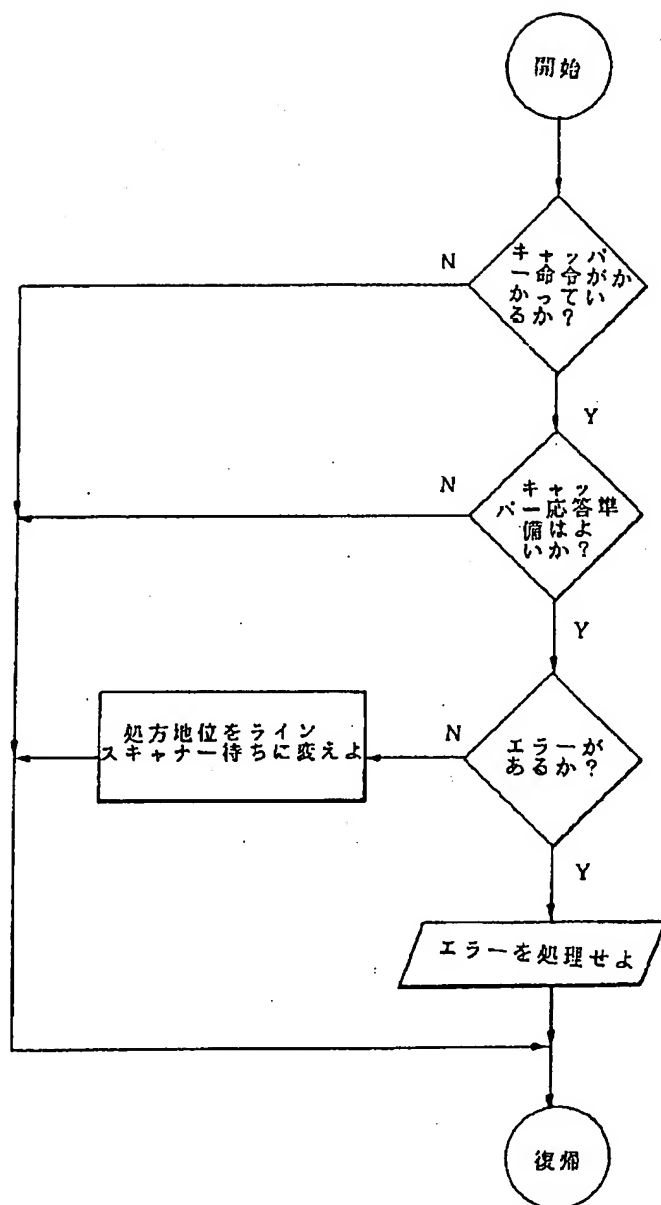 開始
キャッパ
ー命令がか
かっている
か?
N
Y
キャッ
パー応答準
備はよ
いか?
N
Y
エラーが
あるか?
N
処方地位をライン
スキャナー待ちに変えよ
Y
エラーを処理せよ
復帰